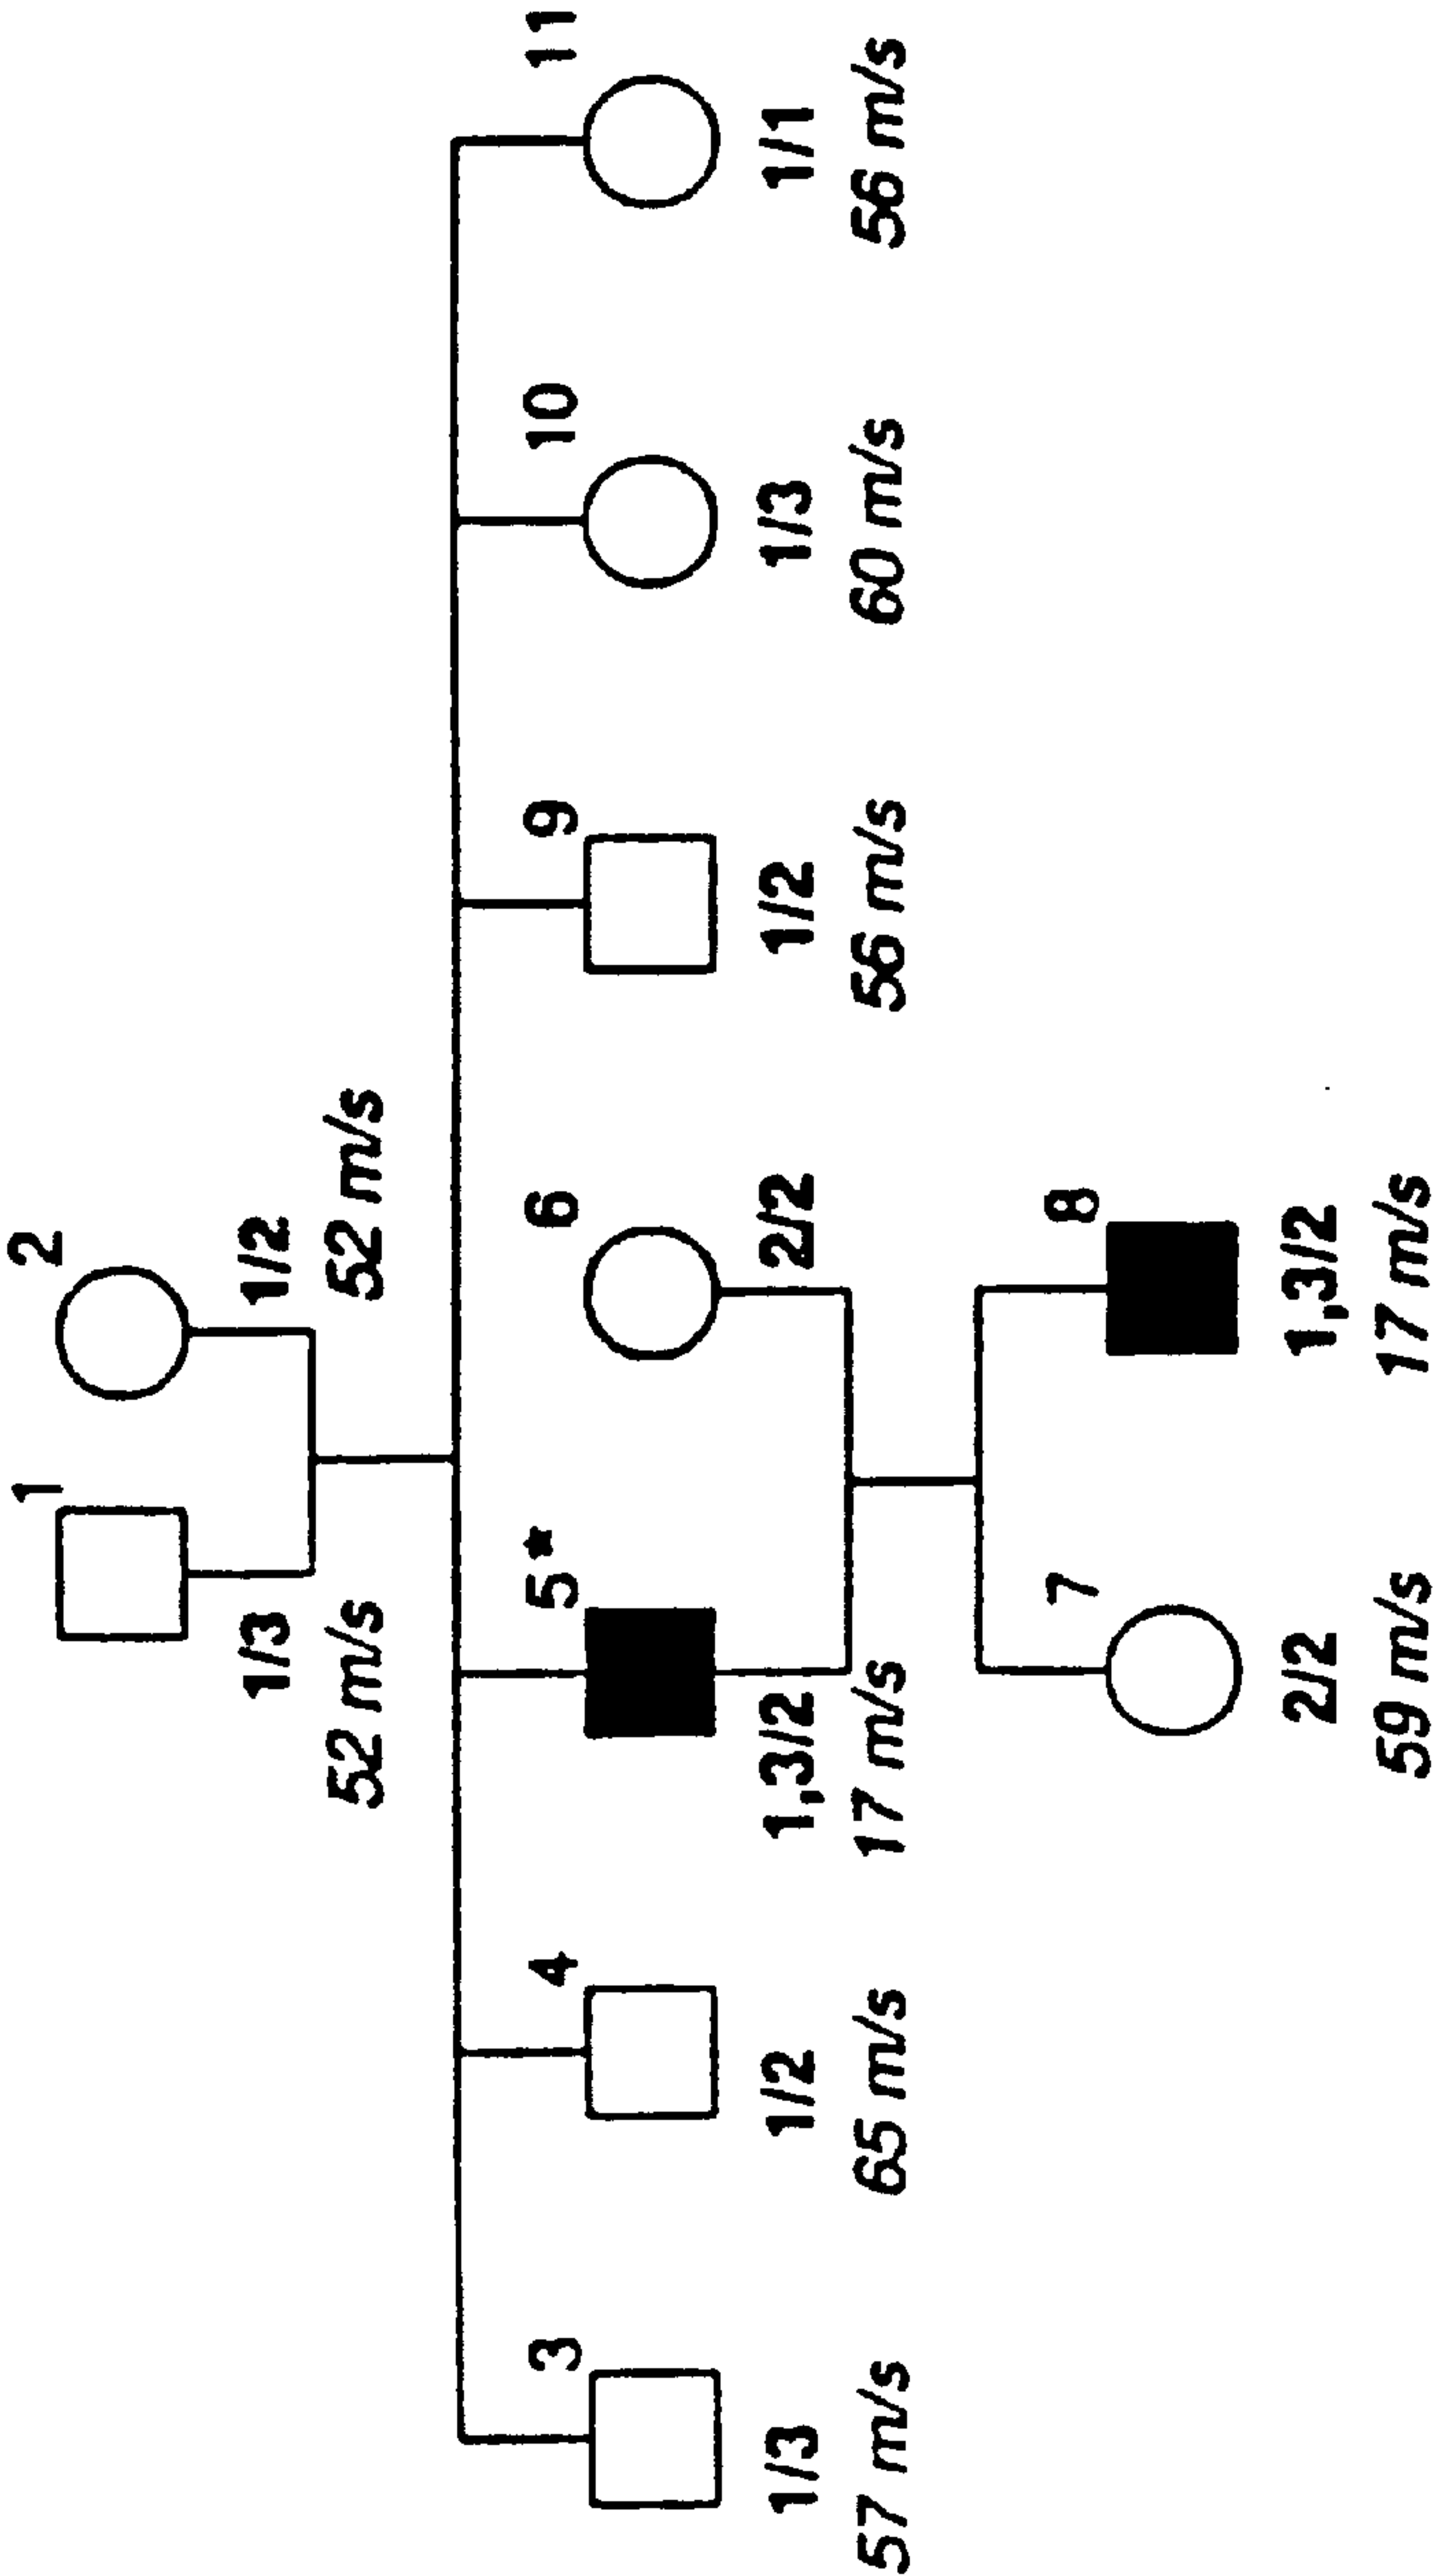 1 2
1/3 1/2
52 m/s 52 m/s
3 4 5* 6 9 10 11
1/3 1/2 1,3/2 2/2 1/2 1/3 1/1
57 m/s 65 m/s 17 m/s 56 m/s 60 m/s 56 m/s
7 8
2/2 1,3/2
59 m/s 17 m/s